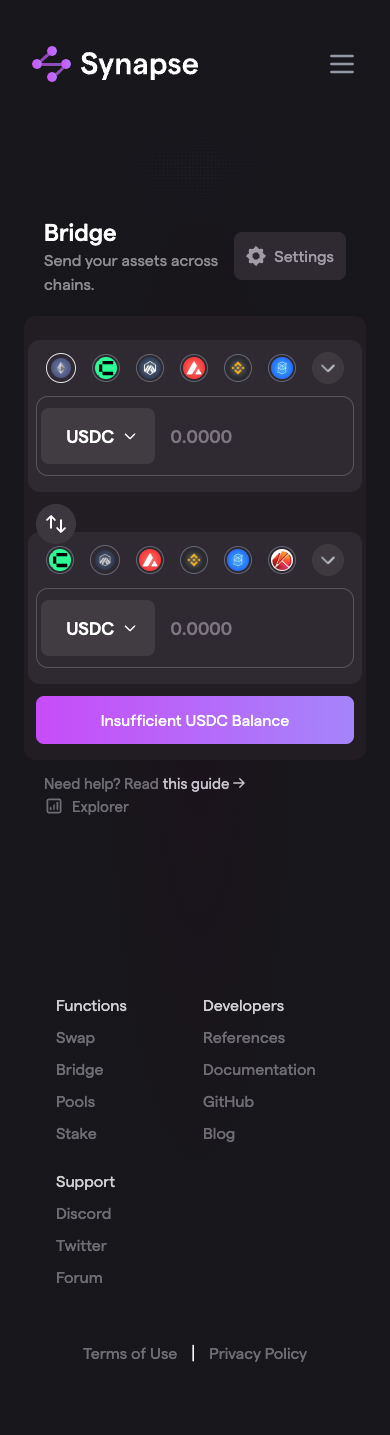 Synapse
Bridge
Send your assets across
chains.
Settings
USDC
0.0000
USDC
0.0000
Insufficient USDC Balance
Need help? Read this guide →
Explorer
Functions
Swap
Bridge
Pools
Stake
Developers
References
Documentation
GitHub
Blog
Support
Discord
Twitter
Forum
Terms of Use | Privacy Policy